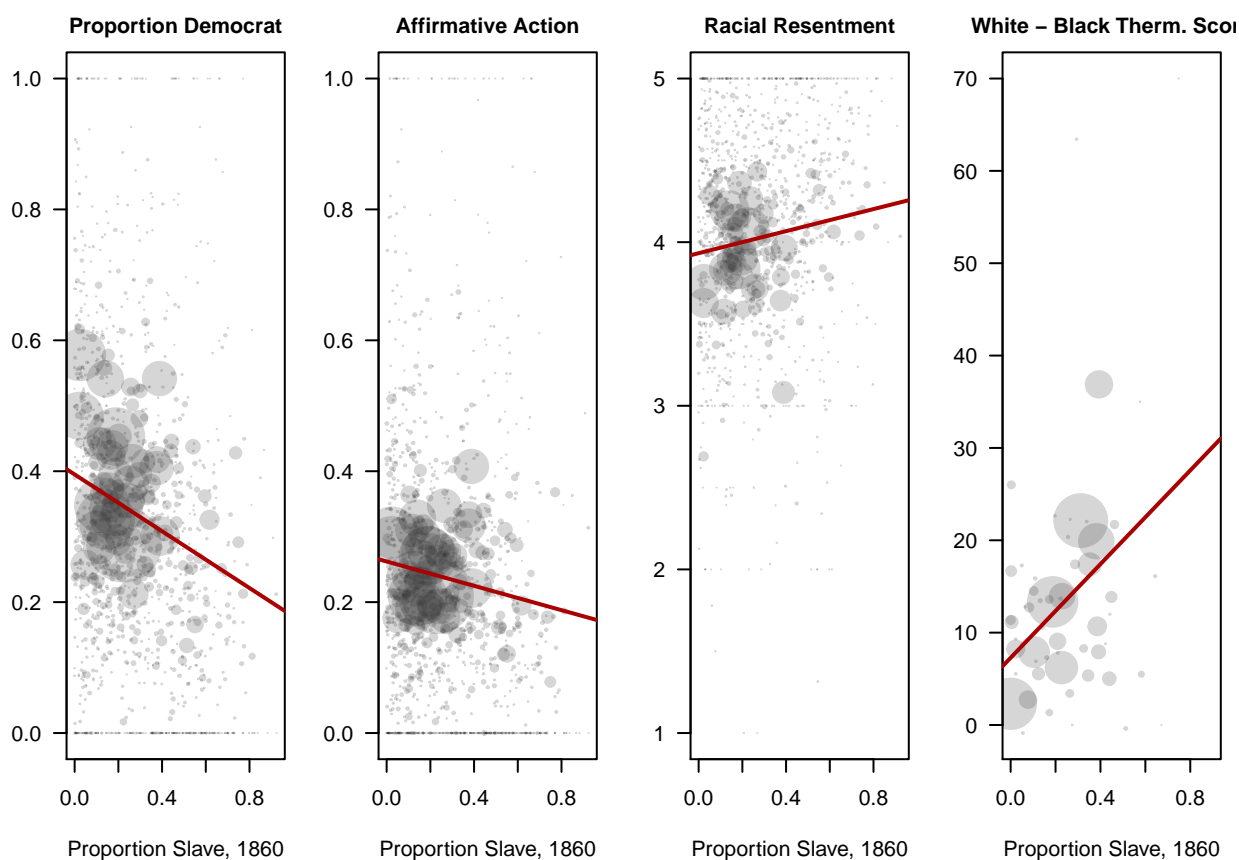 Proportion Democrat
Affirmative Action
Racial Resentment
White – Black Therm. Scor
1.0
0.8
0.6
0.4
0.2
0.0
0.0 0.4 0.8
Proportion Slave, 1860
1.0
0.8
0.6
0.4
0.2
0.0
0.0 0.4 0.8
Proportion Slave, 1860
5
4
3
2
1
0.0 0.4 0.8
Proportion Slave, 1860
70
60
50
40
30
20
10
0
0.0 0.4 0.8
Proportion Slave, 1860